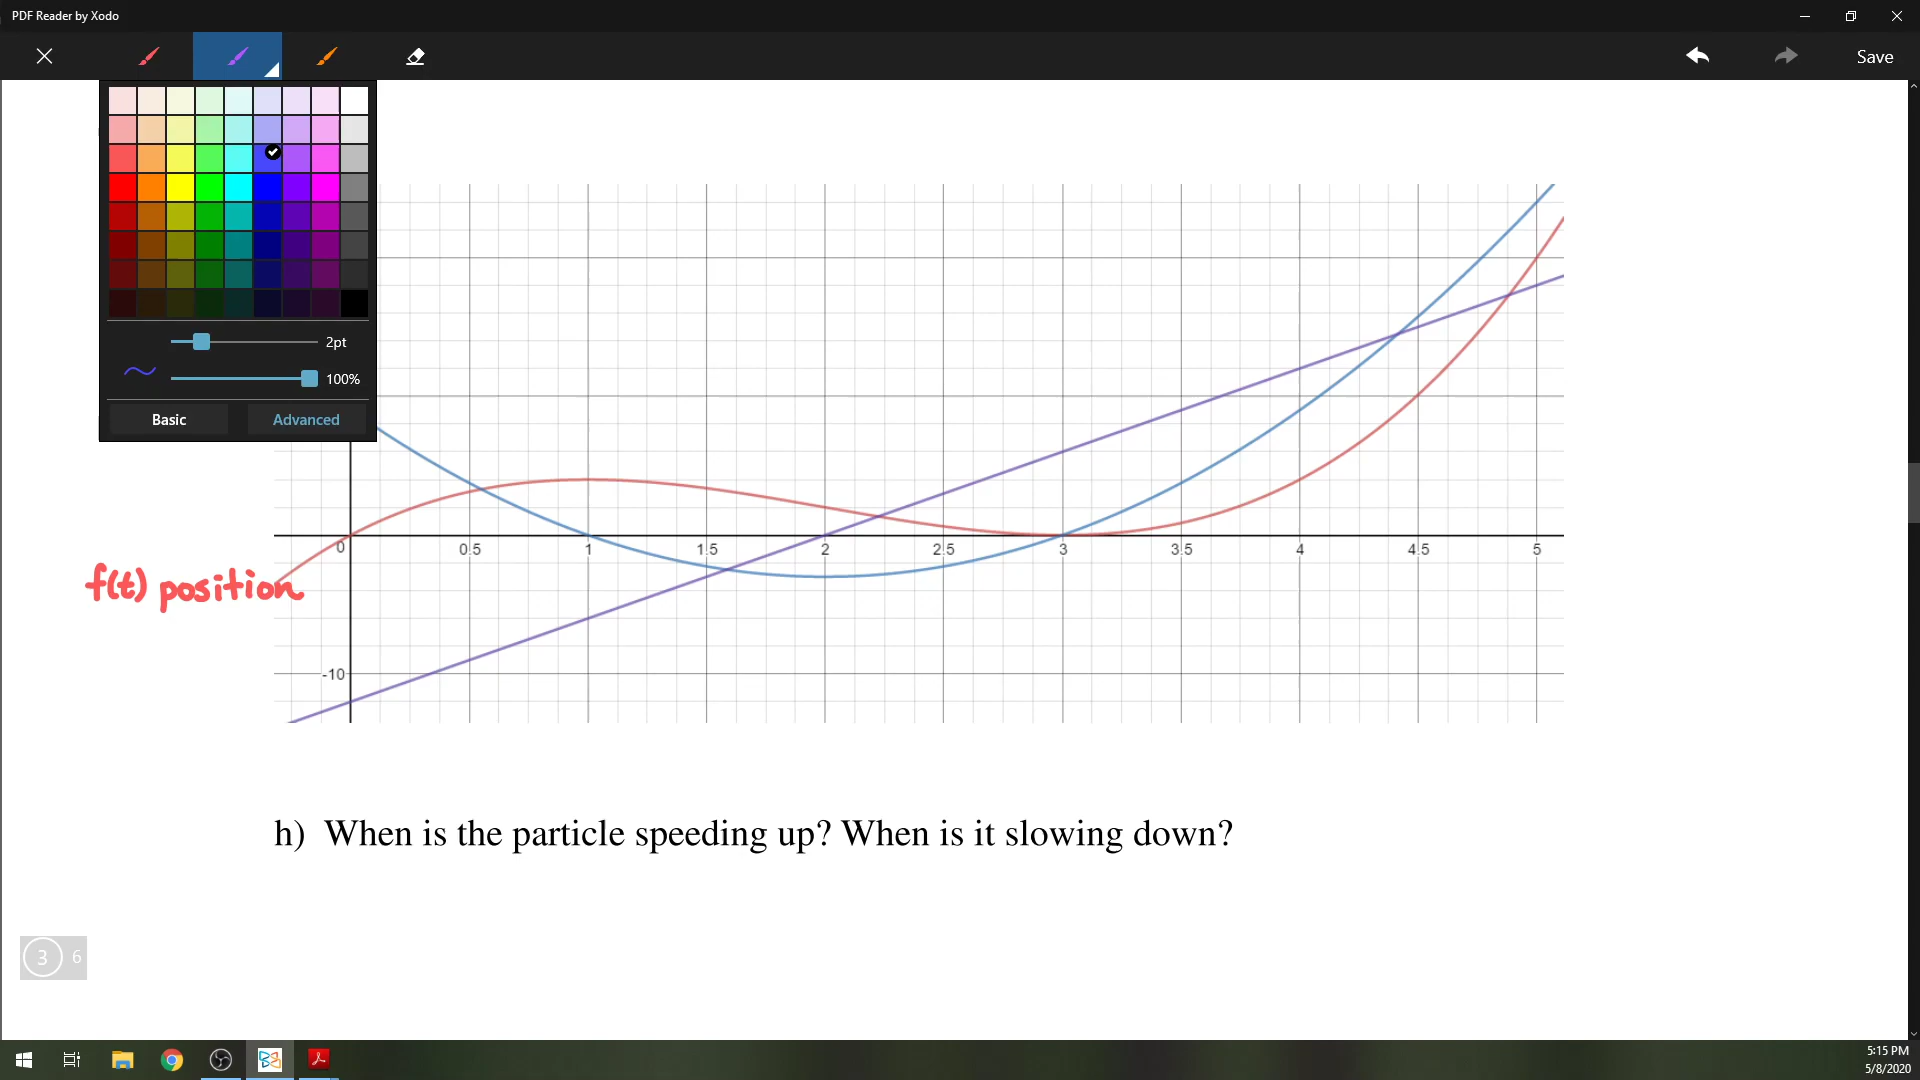 PDF Reader by Xodo
Save
2pt
100%
Basic
Advanced
0
0.5
1
1.5
2
2.5
3
3.5
4
4.5
5
f(t) position
-10
h) When is the particle speeding up? When is it slowing down?
3 6
5:15 PM
5/8/2020